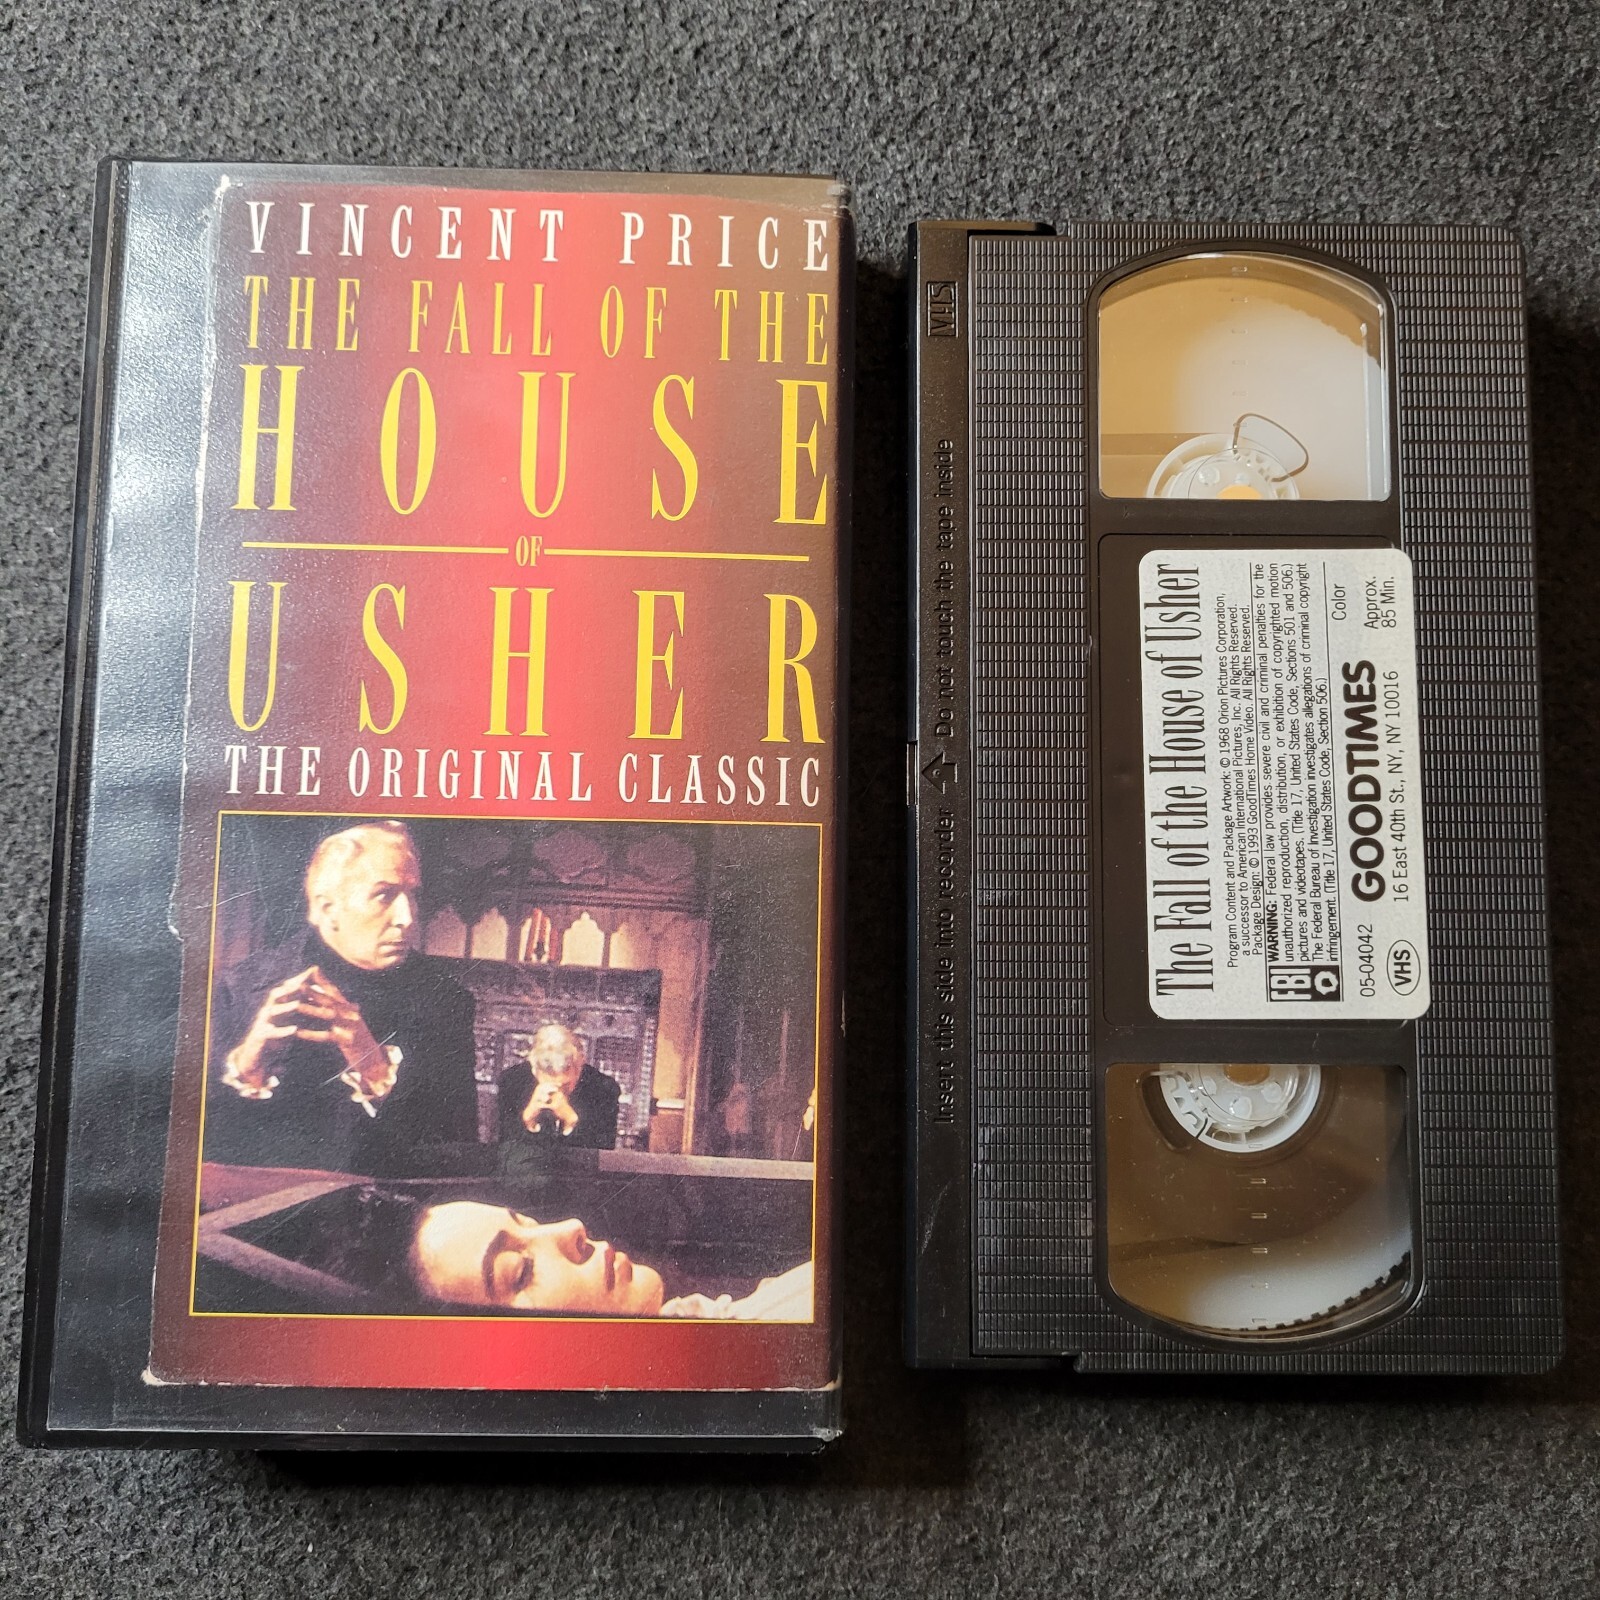 VINCENT PRICE
THE FALL OF THE
HOUSE
OF
USHER
THE ORIGINAL CLASSIC
VHS
Insert this side into recorder Do not touch the tape inside
The Fall of the House of Usher
Program Content and Package Artwork: © 1968 Orion Pictures Corporation,
a successor to American International Pictures, Inc. All Rights Reserved.
Package Design: © 1993 GoodTimes Home Video. All Rights Reserved.
FBI
WARNING: Federal law provides severe civil and criminal penalties for the
unauthorized reproduction, distribution, or exhibition of copyrighted motion
pictures and videotapes. (Title 17, United States Code, Sections 501 and 506.)
The Federal Bureau of Investigation investigates allegations of criminal copyright
infringement. (Title 17, United States Code, Section 506.)
05-04042
Color
VHS
GOODTIMES
16 East 40th St., NY, NY 10016
Approx.
85 Min.